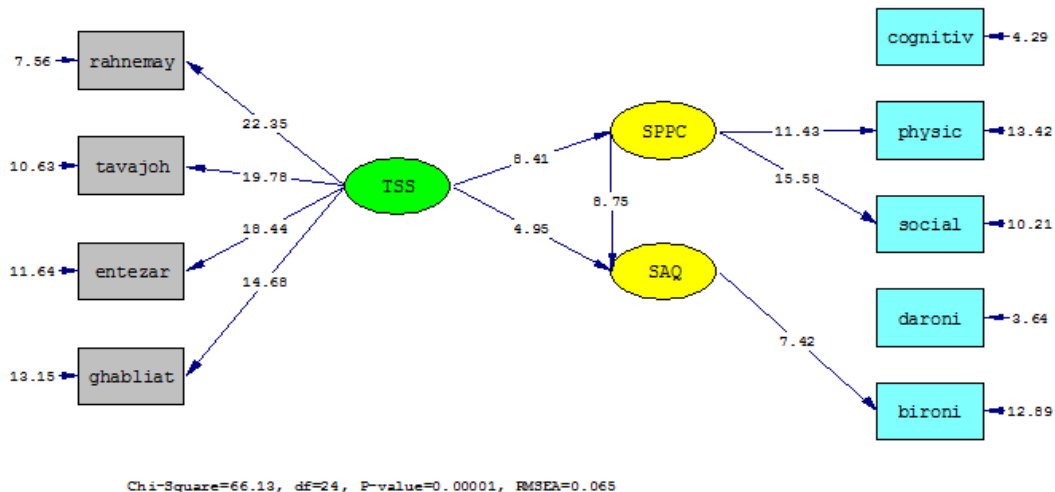 cognitiv
4.29
7.56
rahnemay
22.35
SPPC
11.43
physic
13.42
8.41
10.63
tavajoh
19.78
TSS
15.58
8.75
18.44
4.95
social
10.21
11.64
entezar
SAQ
14.68
daroni
3.64
7.42
13.15
ghabliat
bironi
12.89
Chi-Square=66.13, df=24, P-value=0.00001, RMSEA=0.065